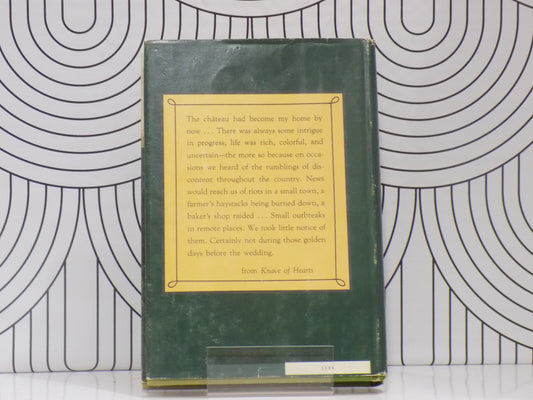 The château had become my home by
now . . . There was always some intrigue
in progress; life was rich, colorful, and
uncertain—the more so because on occa-
sions we heard of the rumblings of dis-
content throughout the country. News
would reach us of riots in a small town, a
farmer's haystacks being burned down, a
baker's shop raided . . . Small outbreaks
in remote places. We took little notice of
them. Certainly not during those golden
days before the wedding.
from Knave of Hearts